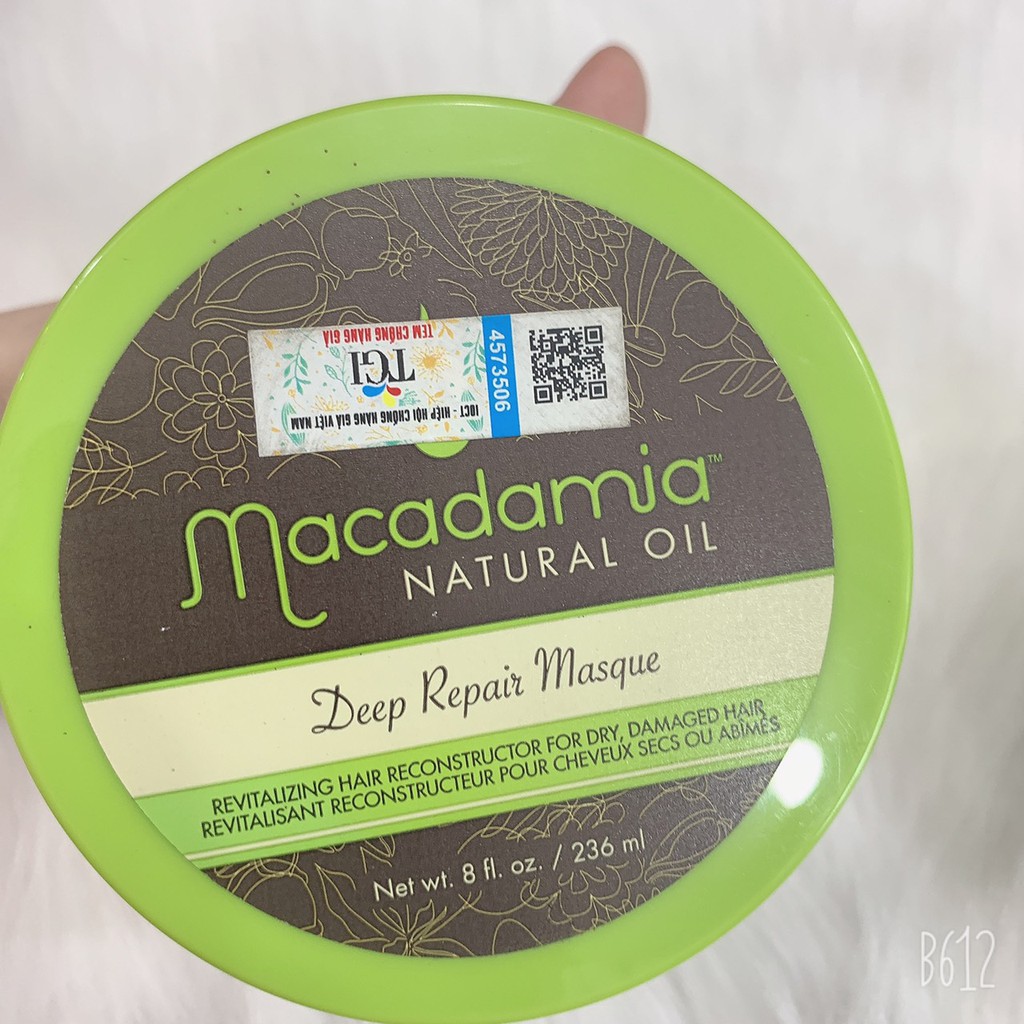 IDCT - HIỆP HỘI CHỐNG HÀNG GIẢ VIỆT NAM
TCI
TEM CHỐNG HÀNG GIẢ
4573506
Macadamia™
NATURAL OIL
Deep Repair Masque
REVITALIZING HAIR RECONSTRUCTOR FOR DRY, DAMAGED HAIR
REVITALISANT RECONSTRUCTEUR POUR CHEVEUX SECS OU ABÎMÉS
Net wt. 8 fl. oz. / 236 ml
B612